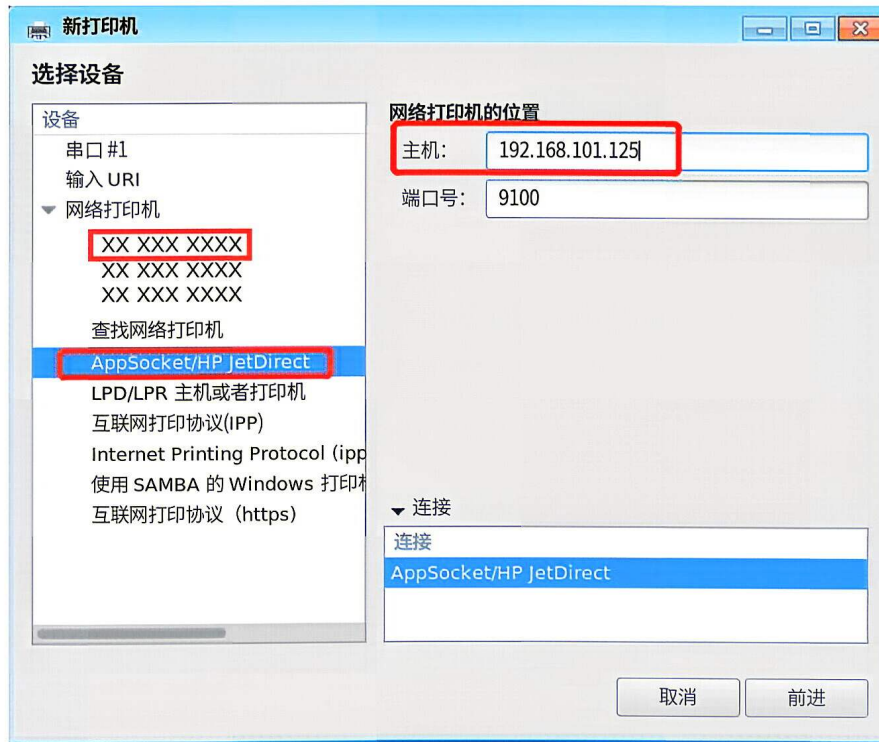 新打印机
选择设备
设备
串口 #1
输入 URI
网络打印机
XX XXX XXXX
XX XXX XXXX
XX XXX XXXX
查找网络打印机
AppSocket/HP JetDirect
LPD/LPR 主机或者打印机
互联网打印协议(IPP)
Internet Printing Protocol (ipp
使用 SAMBA 的 Windows 打印
互联网打印协议 (https)
网络打印机的位置
主机: 192.168.101.125
端口号: 9100
连接
连接
AppSocket/HP JetDirect
取消 前进